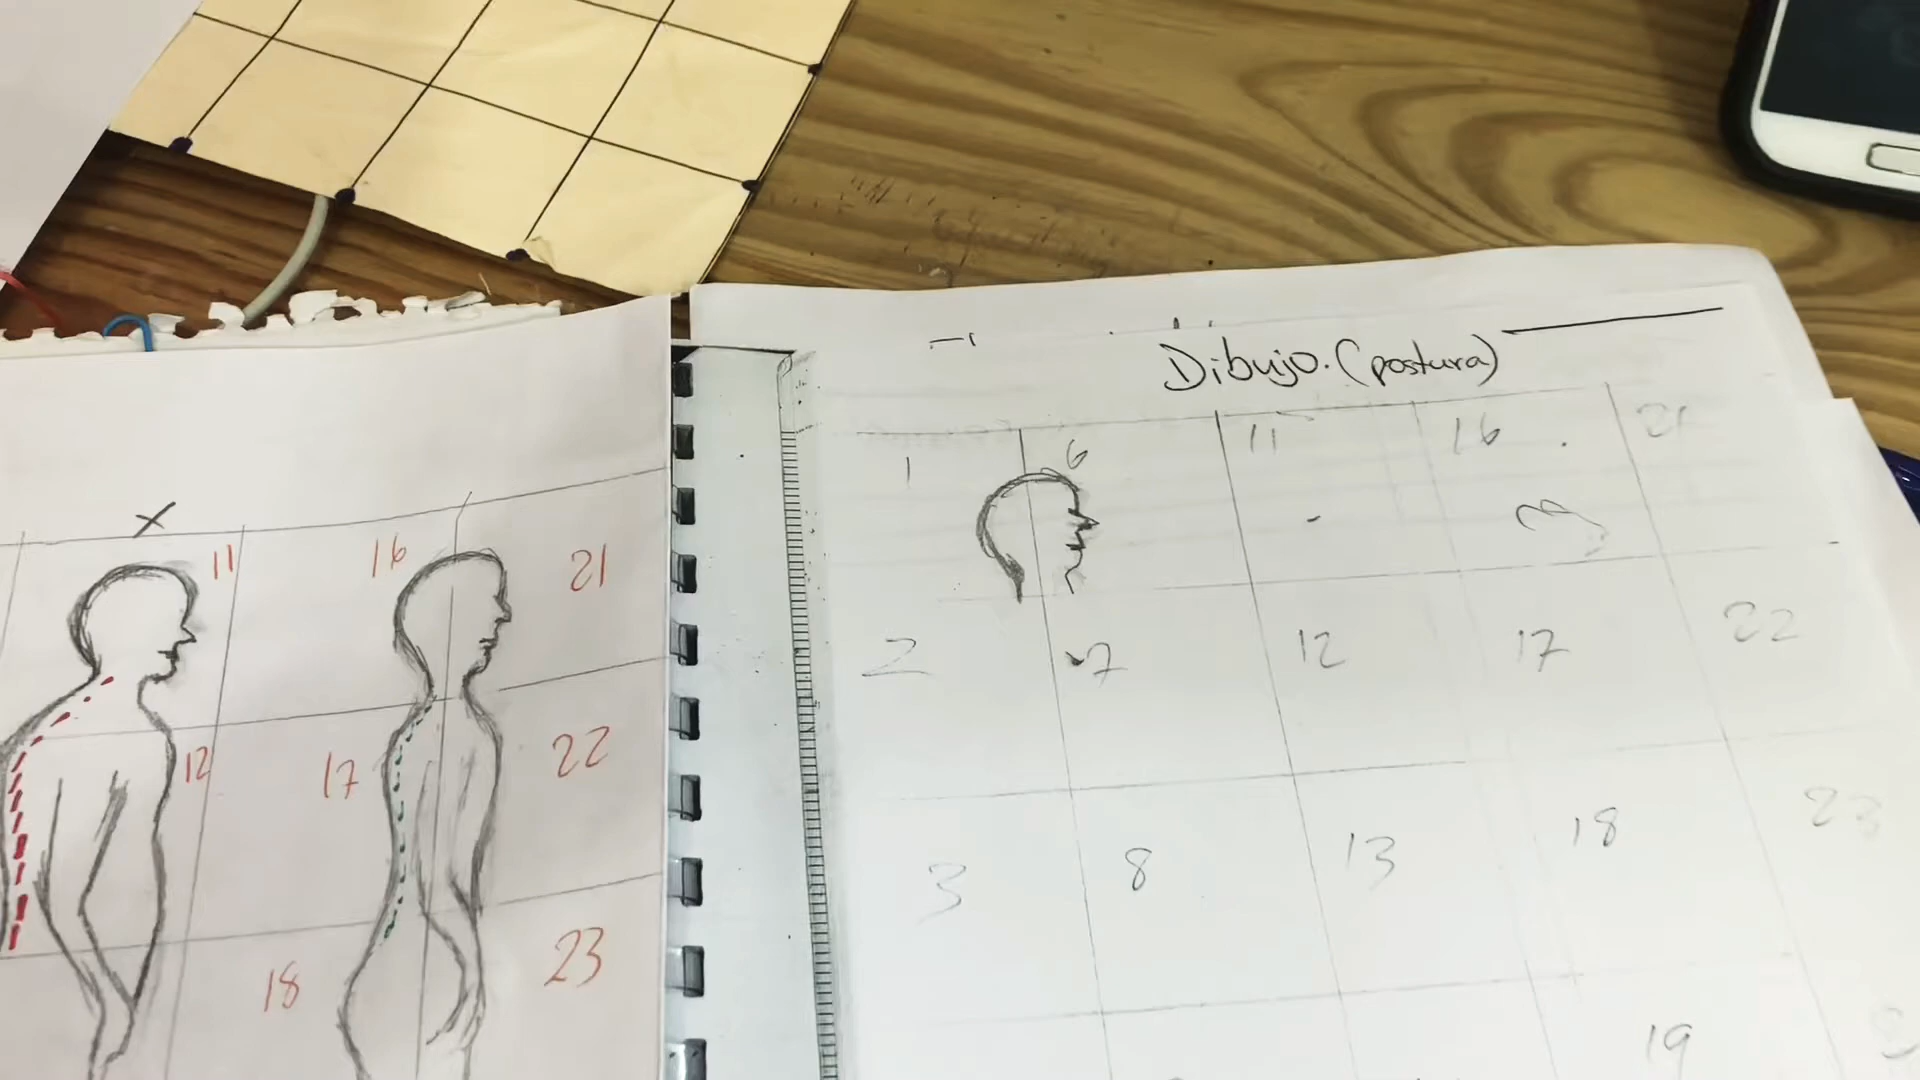 X
11 16 21
12 17 22
18 23
Dibujo. (postura)
1 6 11 16 21
2 7 12 17 22
3 8 13 18 23
19